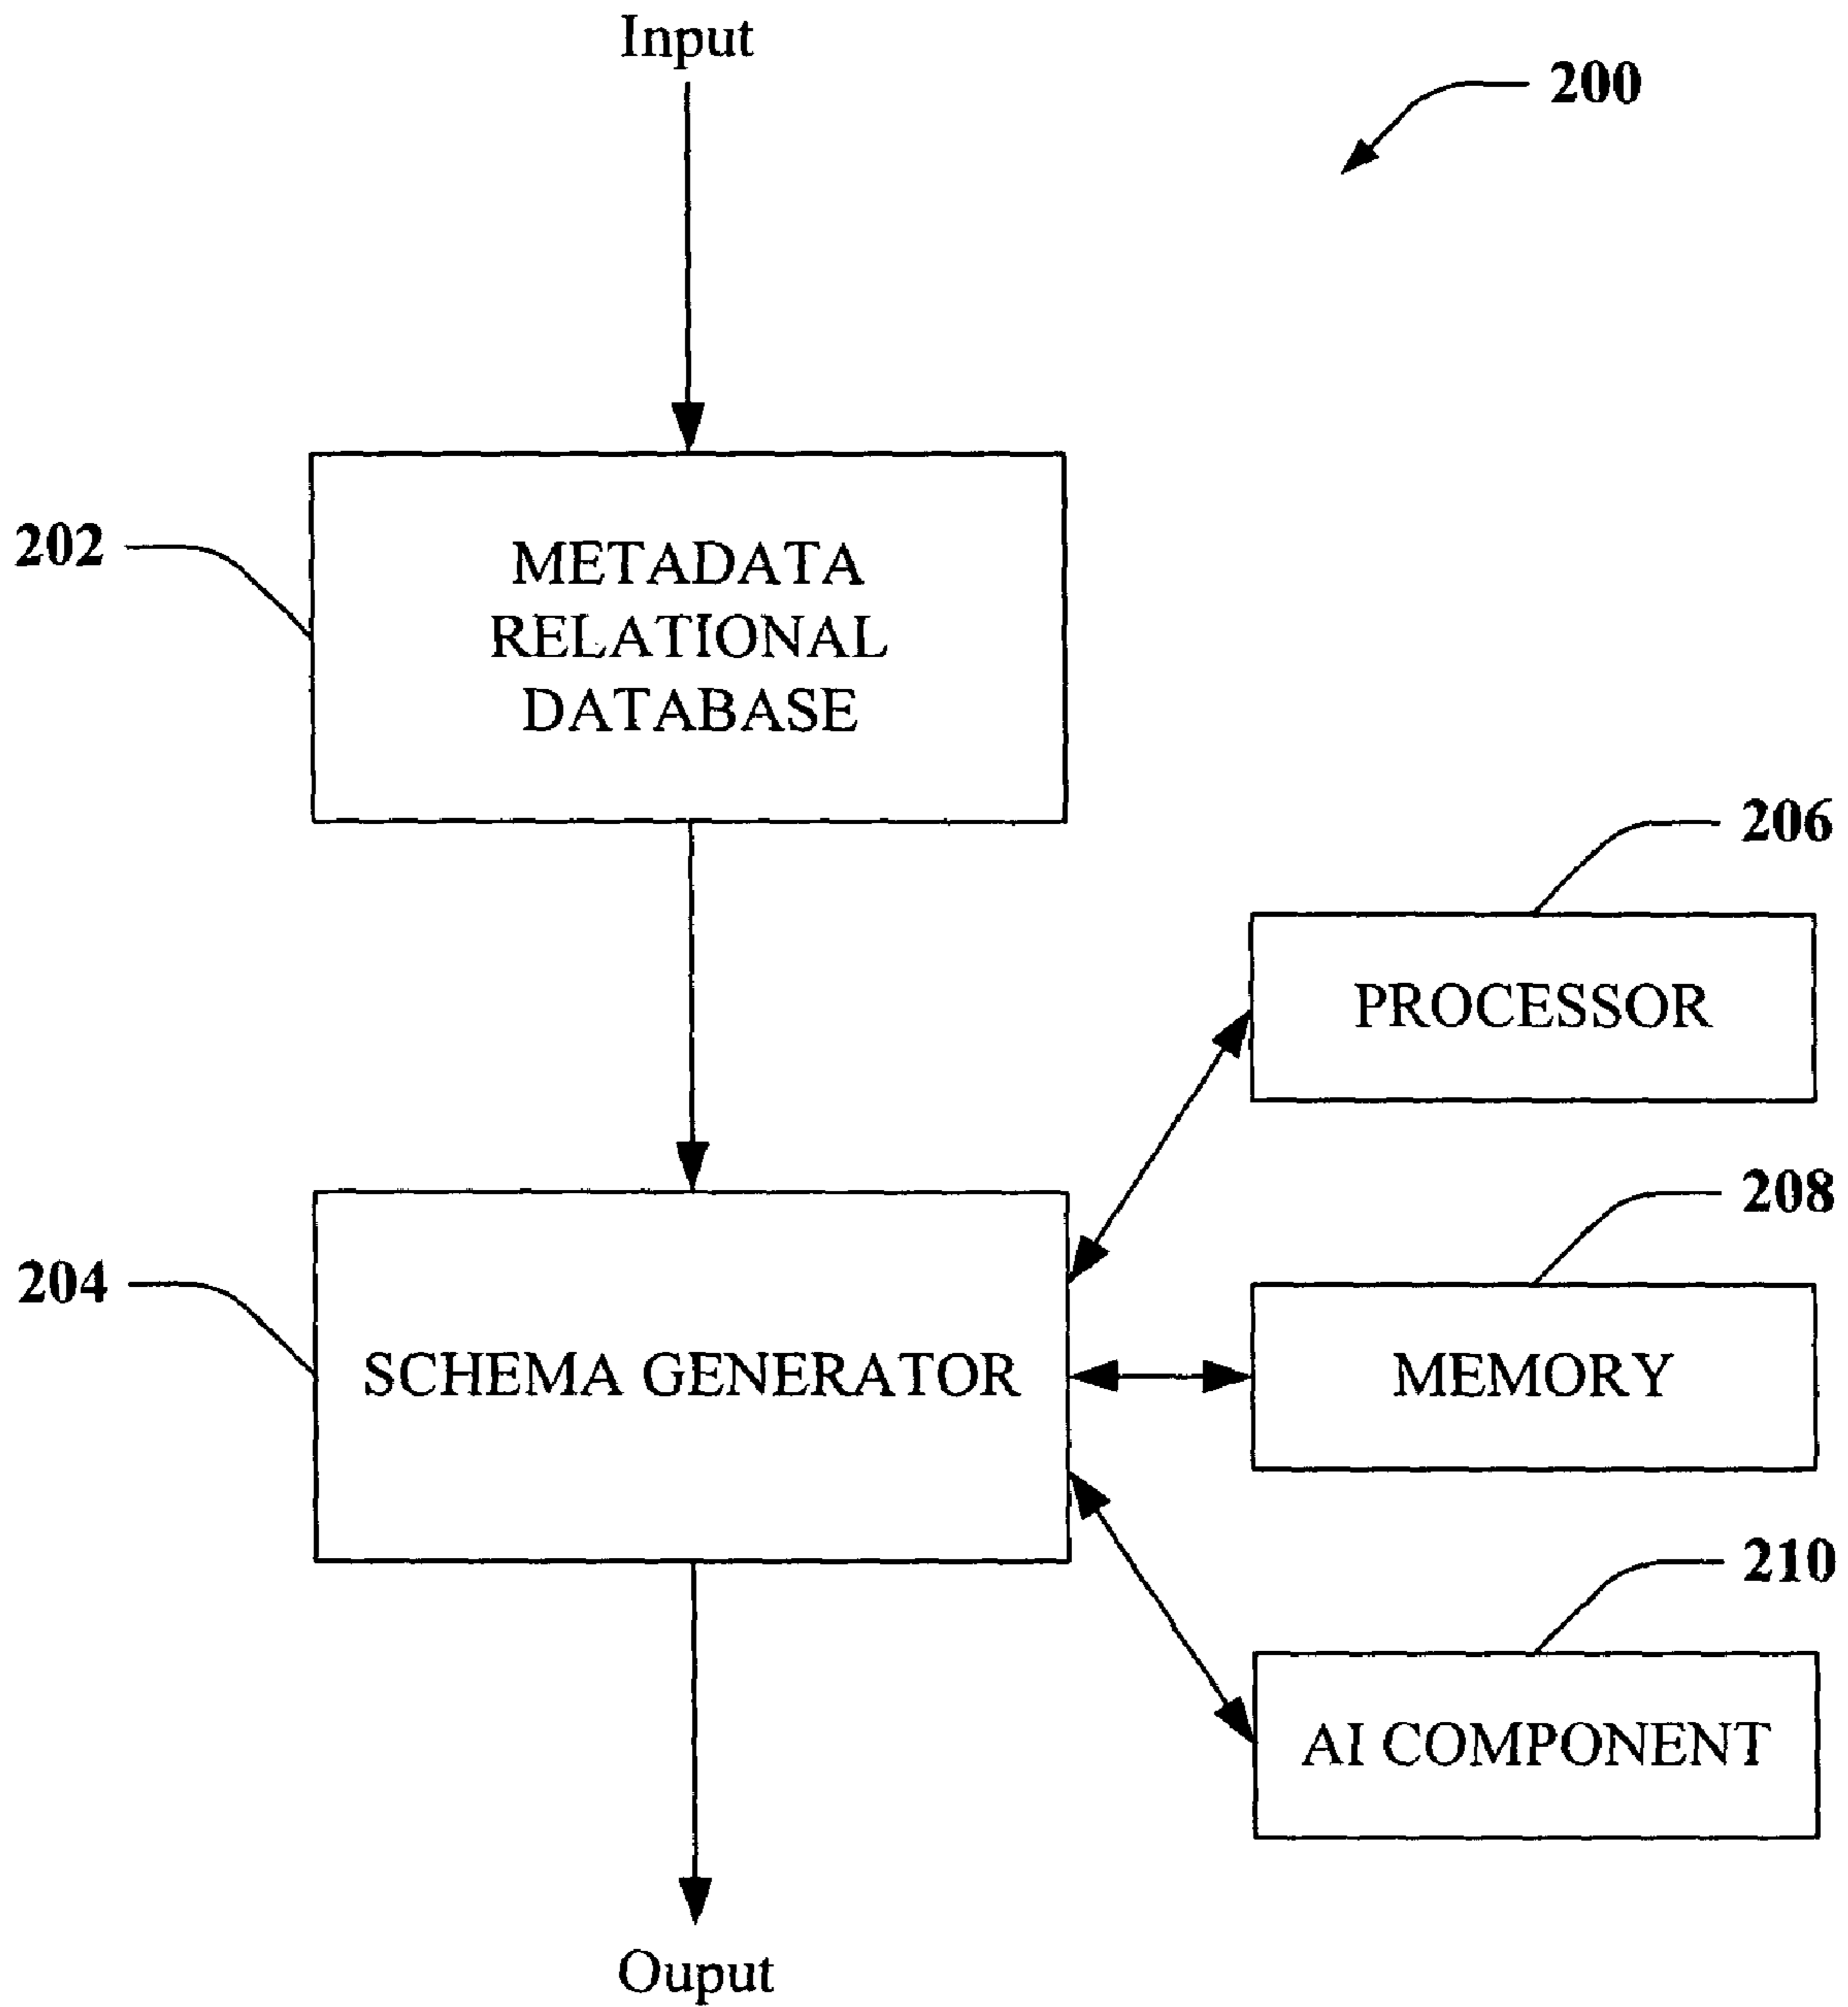 Input
200
202
METADATA
RELATIONAL
DATABASE
206
PROCESSOR
204
SCHEMA GENERATOR
208
MEMORY
210
AI COMPONENT
Ouput